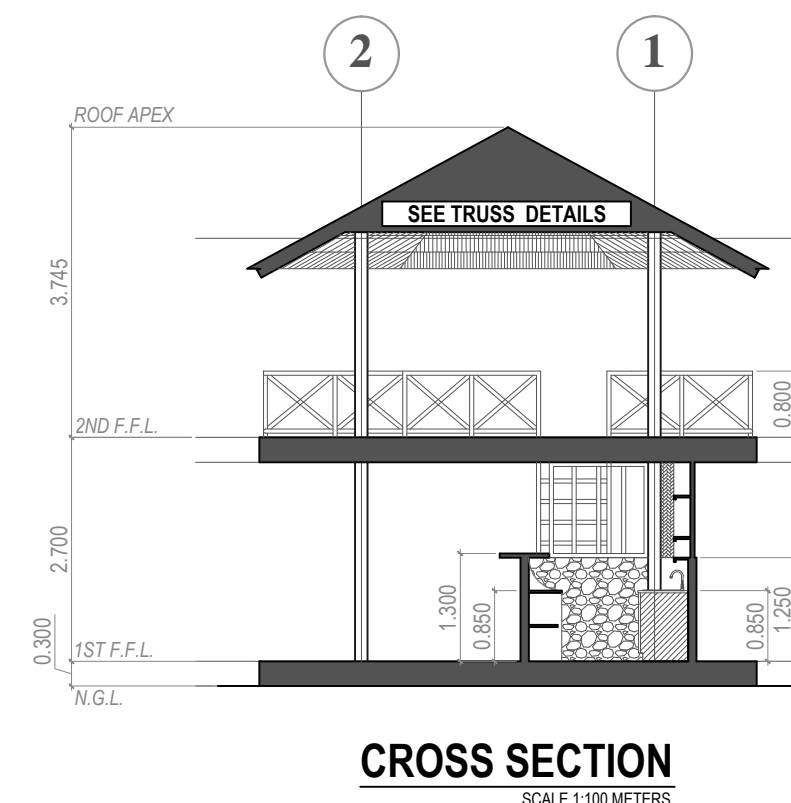 2
1
ROOF APEX
SEE TRUSS DETAILS
3.745
0.800
2ND F.F.L.
2.700
1.300
0.850
0.850
1.250
0.300
1ST F.F.L.
N.G.L.
CROSS SECTION
SCALE 1:100 METERS